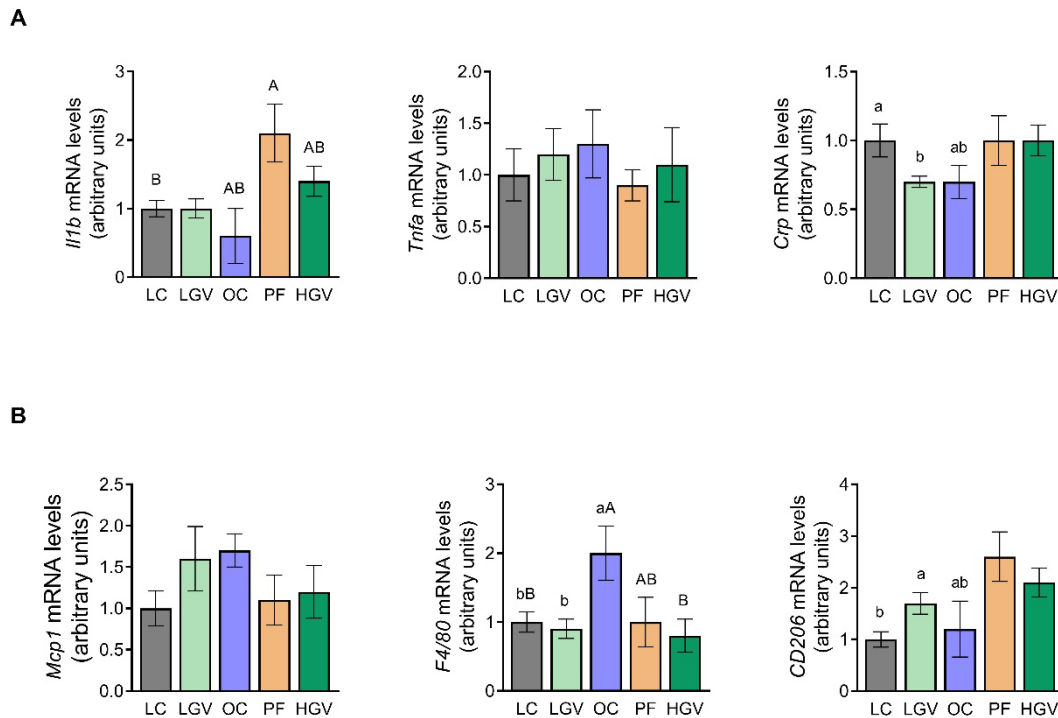 A
Il1b mRNA levels
(arbitrary units)
3
2
1
0
B
AB
A
AB
LC LGV OC PF HGV
Tnfa mRNA levels
(arbitrary units)
2.0
1.5
1.0
0.5
0.0
LC LGV OC PF HGV
Crp mRNA levels
(arbitrary units)
1.5
1.0
0.5
0.0
a
b
ab
LC LGV OC PF HGV
B
Mcp1 mRNA levels
(arbitrary units)
2.5
2.0
1.5
1.0
0.5
0.0
LC LGV OC PF HGV
F4/80 mRNA levels
(arbitrary units)
3
2
1
0
bB
b
aA
AB
B
LC LGV OC PF HGV
CD206 mRNA levels
(arbitrary units)
4
3
2
1
0
b
a
ab
LC LGV OC PF HGV